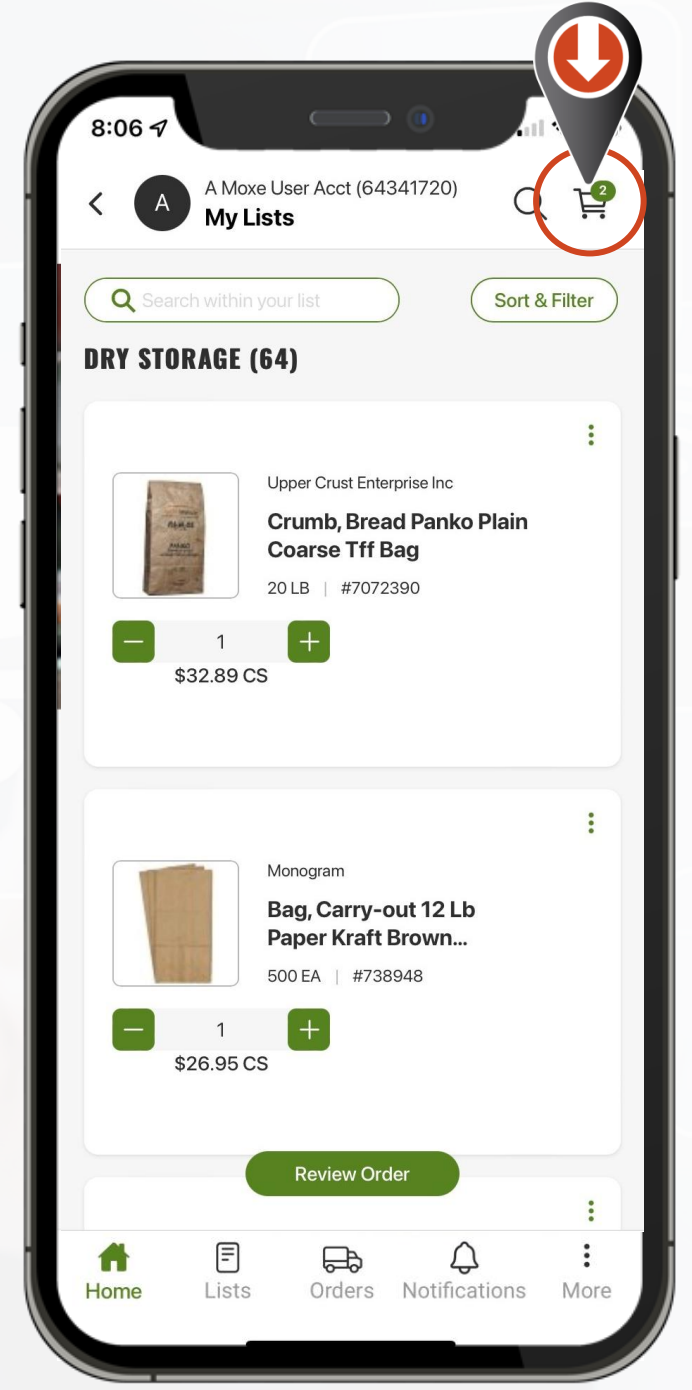 8:06
A
A Moxe User Acct (64341720)
My Lists
2
Search within your list
Sort & Filter
DRY STORAGE (64)
Upper Crust Enterprise Inc
Crumb, Bread Panko Plain
Coarse Tff Bag
20 LB | #7072390
1
$32.89 CS
Monogram
Bag, Carry-out 12 Lb
Paper Kraft Brown...
500 EA | #738948
1
$26.95 CS
Review Order
Home
Lists
Orders
Notifications
More